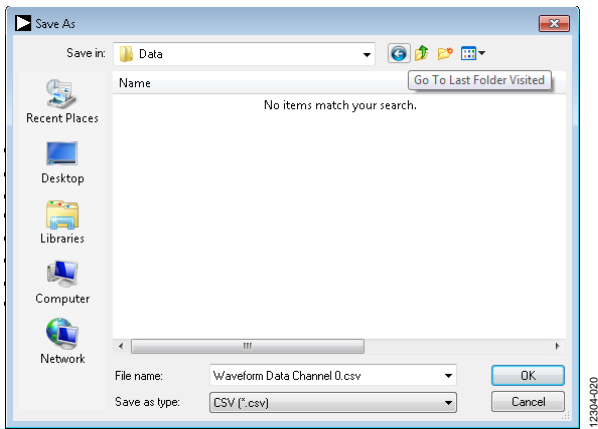 Save As
Save in:
Data
Go To Last Folder Visited
Name
No items match your search.
Recent Places
Desktop
Libraries
Computer
Network
File name:
Waveform Data Channel 0.csv
OK
Save as type:
CSV (*.csv)
Cancel
12304-020